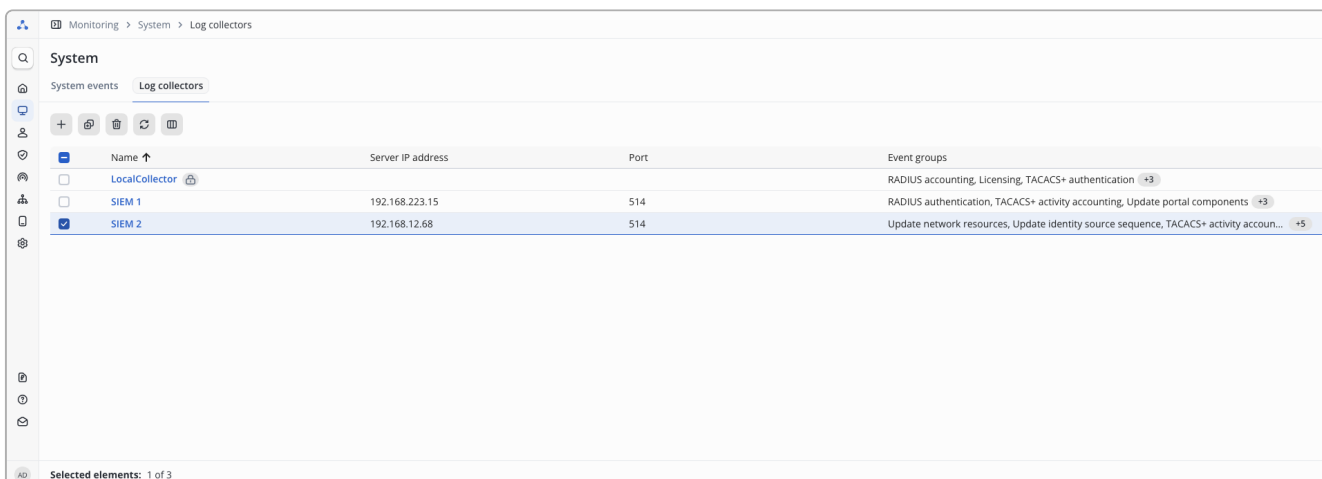 Monitoring > System > Log collectors
System
System events Log collectors
Name Server IP address Port Event groups
LocalCollector RADIUS accounting, Licensing, TACACS+ authentication +3
SIEM 1 192.168.223.15 514 RADIUS authentication, TACACS+ activity accounting, Update portal components +3
SIEM 2 192.168.12.68 514 Update network resources, Update identity source sequence, TACACS+ activity accoun... +5
AD Selected elements: 1 of 3